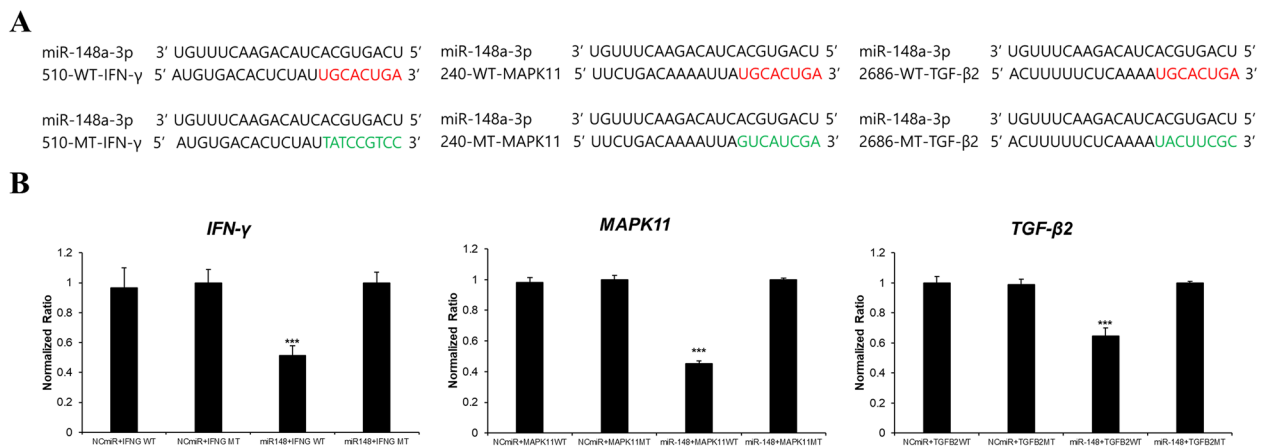 A
miR-148a-3p 3’ UGUUUCAAGACAUCACGUGACU 5’
510-WT-IFN-γ 5’ AUGUGACACUCUAUUGCACUGA 3’
miR-148a-3p 3’ UGUUUCAAGACAUCACGUGACU 5’
240-WT-MAPK11 5’ UUCUGACAAAAUUAUGCACUGA 3’
miR-148a-3p 3’ UGUUUCAAGACAUCACGUGACU 5’
2686-WT-TGF-β2 5’ ACUUUUUCUCAAAAUGCACUGA 3’
miR-148a-3p 3’ UGUUUCAAGACAUCACGUGACU 5’
510-MT-IFN-γ 5’ AUGUGACACUCUAUTATCCGTCC 3’
miR-148a-3p 3’ UGUUUCAAGACAUCACGUGACU 5’
240-MT-MAPK11 5’ UUCUGACAAAAUUAGUCAUCGA 3’
miR-148a-3p 3’ UGUUUCAAGACAUCACGUGACU 5’
2686-MT-TGF-β2 5’ ACUUUUUCUCAAAAUACUUCGC 3’
B
IFN-γ
Normalized Ratio
1.2
1
0.8
0.6
0.4
0.2
0
***
NCmiR+IFNG WT NCmiR+IFNG MT miR148+IFNG WT miR148+IFNG MT
MAPK11
Normalized Ratio
1.2
1
0.8
0.6
0.4
0.2
0
***
NCmiR+MAPK11WT NCmiR+MAPK11MT miR-148+MAPK11WT miR-148+MAPK11MT
TGF-β2
Normalized Ratio
1.2
1
0.8
0.6
0.4
0.2
0
***
NCmiR+TGFB2WT NCmiR+TGFB2MT miR-148+TGFB2WT miR-148+TGFB2MT